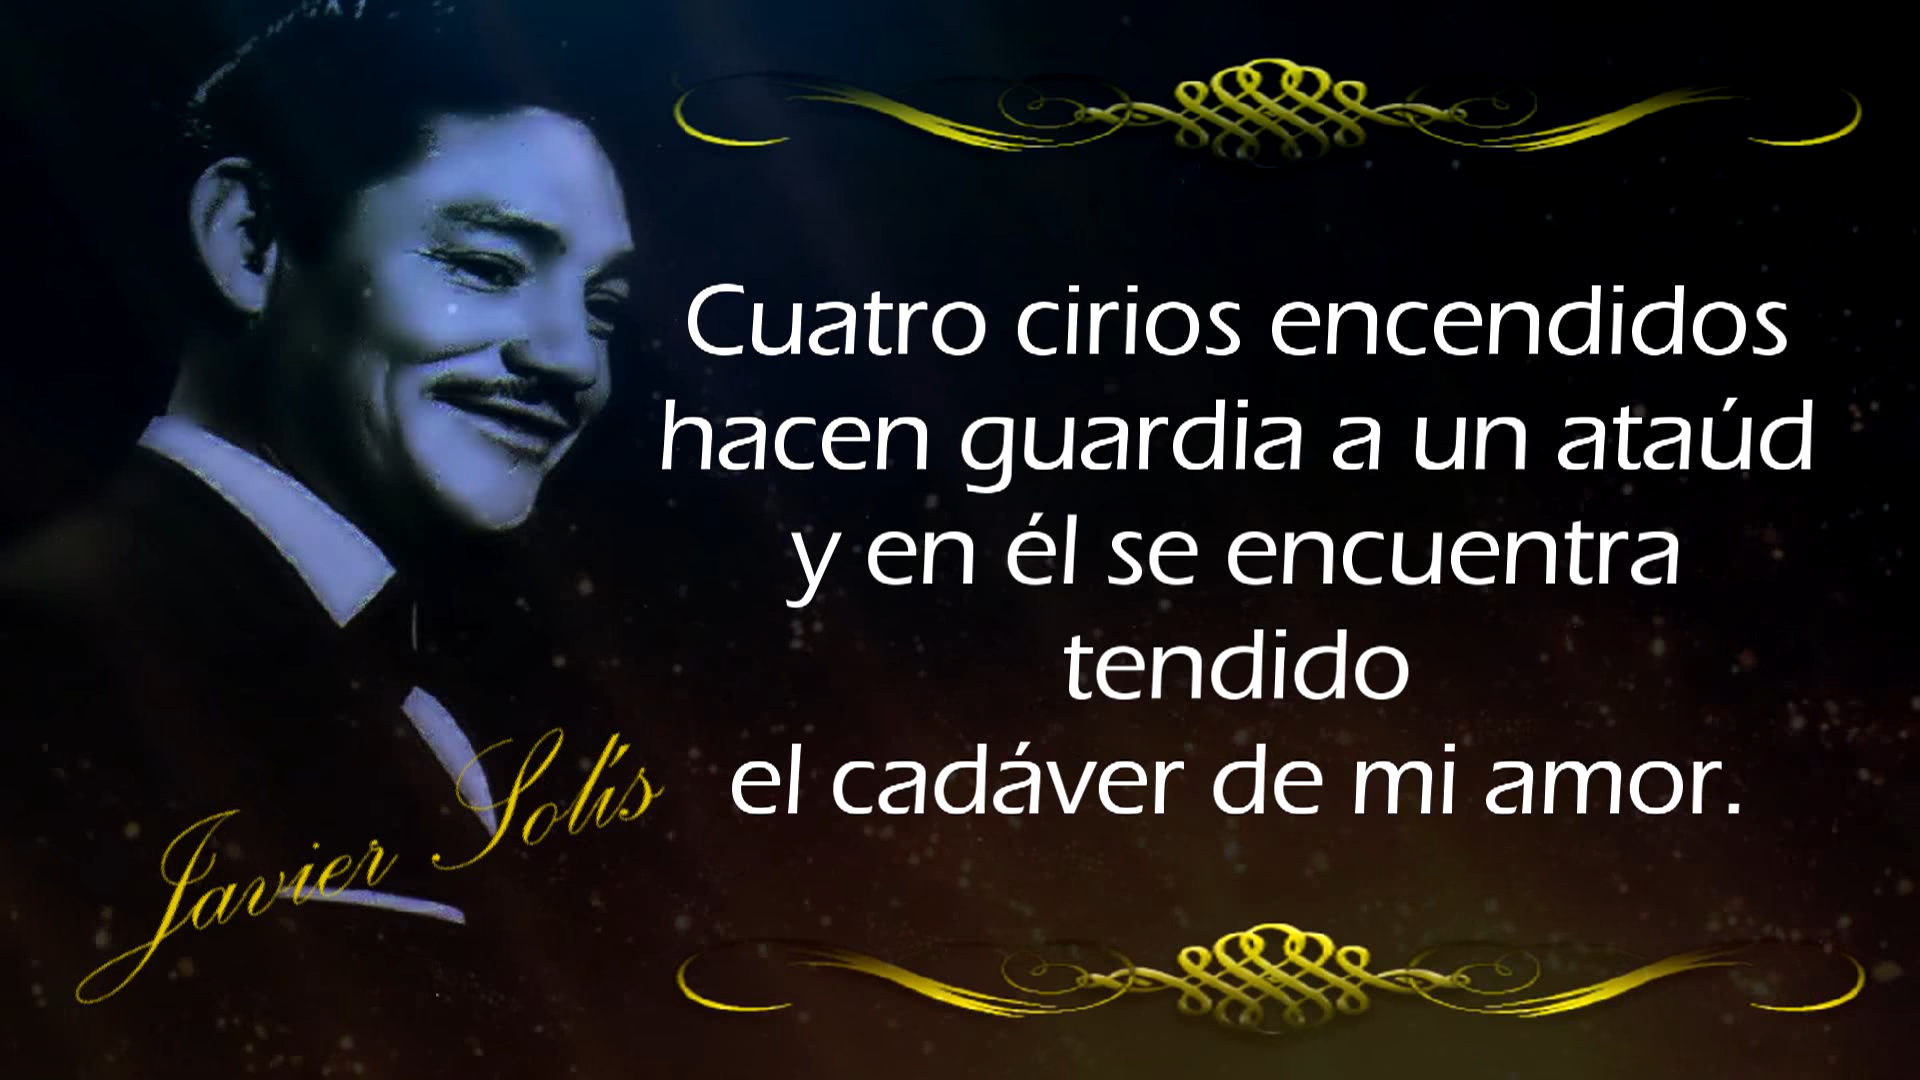 Cuatro cirios encendidos
hacen guardia a un ataúd
y en él se encuentra
tendido
el cadáver de mi amor.
Javier Solís